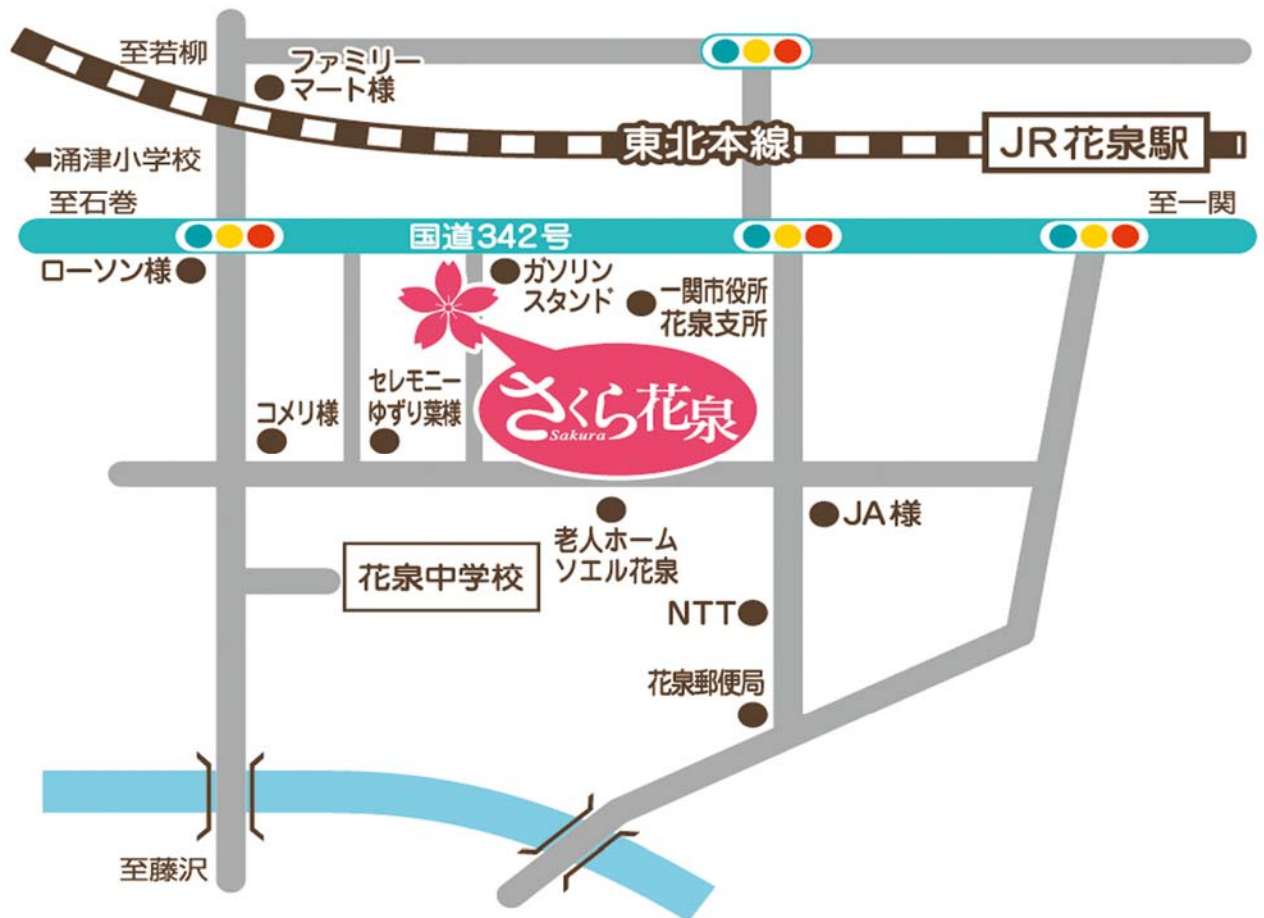 至若柳
ファミリー
マート様
東北本線
JR花泉駅
⬅涌津小学校
至石巻
至一関
国道342号
ローソン様
ガソリン
スタンド
一関市役所
花泉支所
さくら花泉
Sakura
セレモニー
ゆずり葉様
コメリ様
JA様
老人ホーム
ソエル花泉
花泉中学校
NTT
花泉郵便局
至藤沢